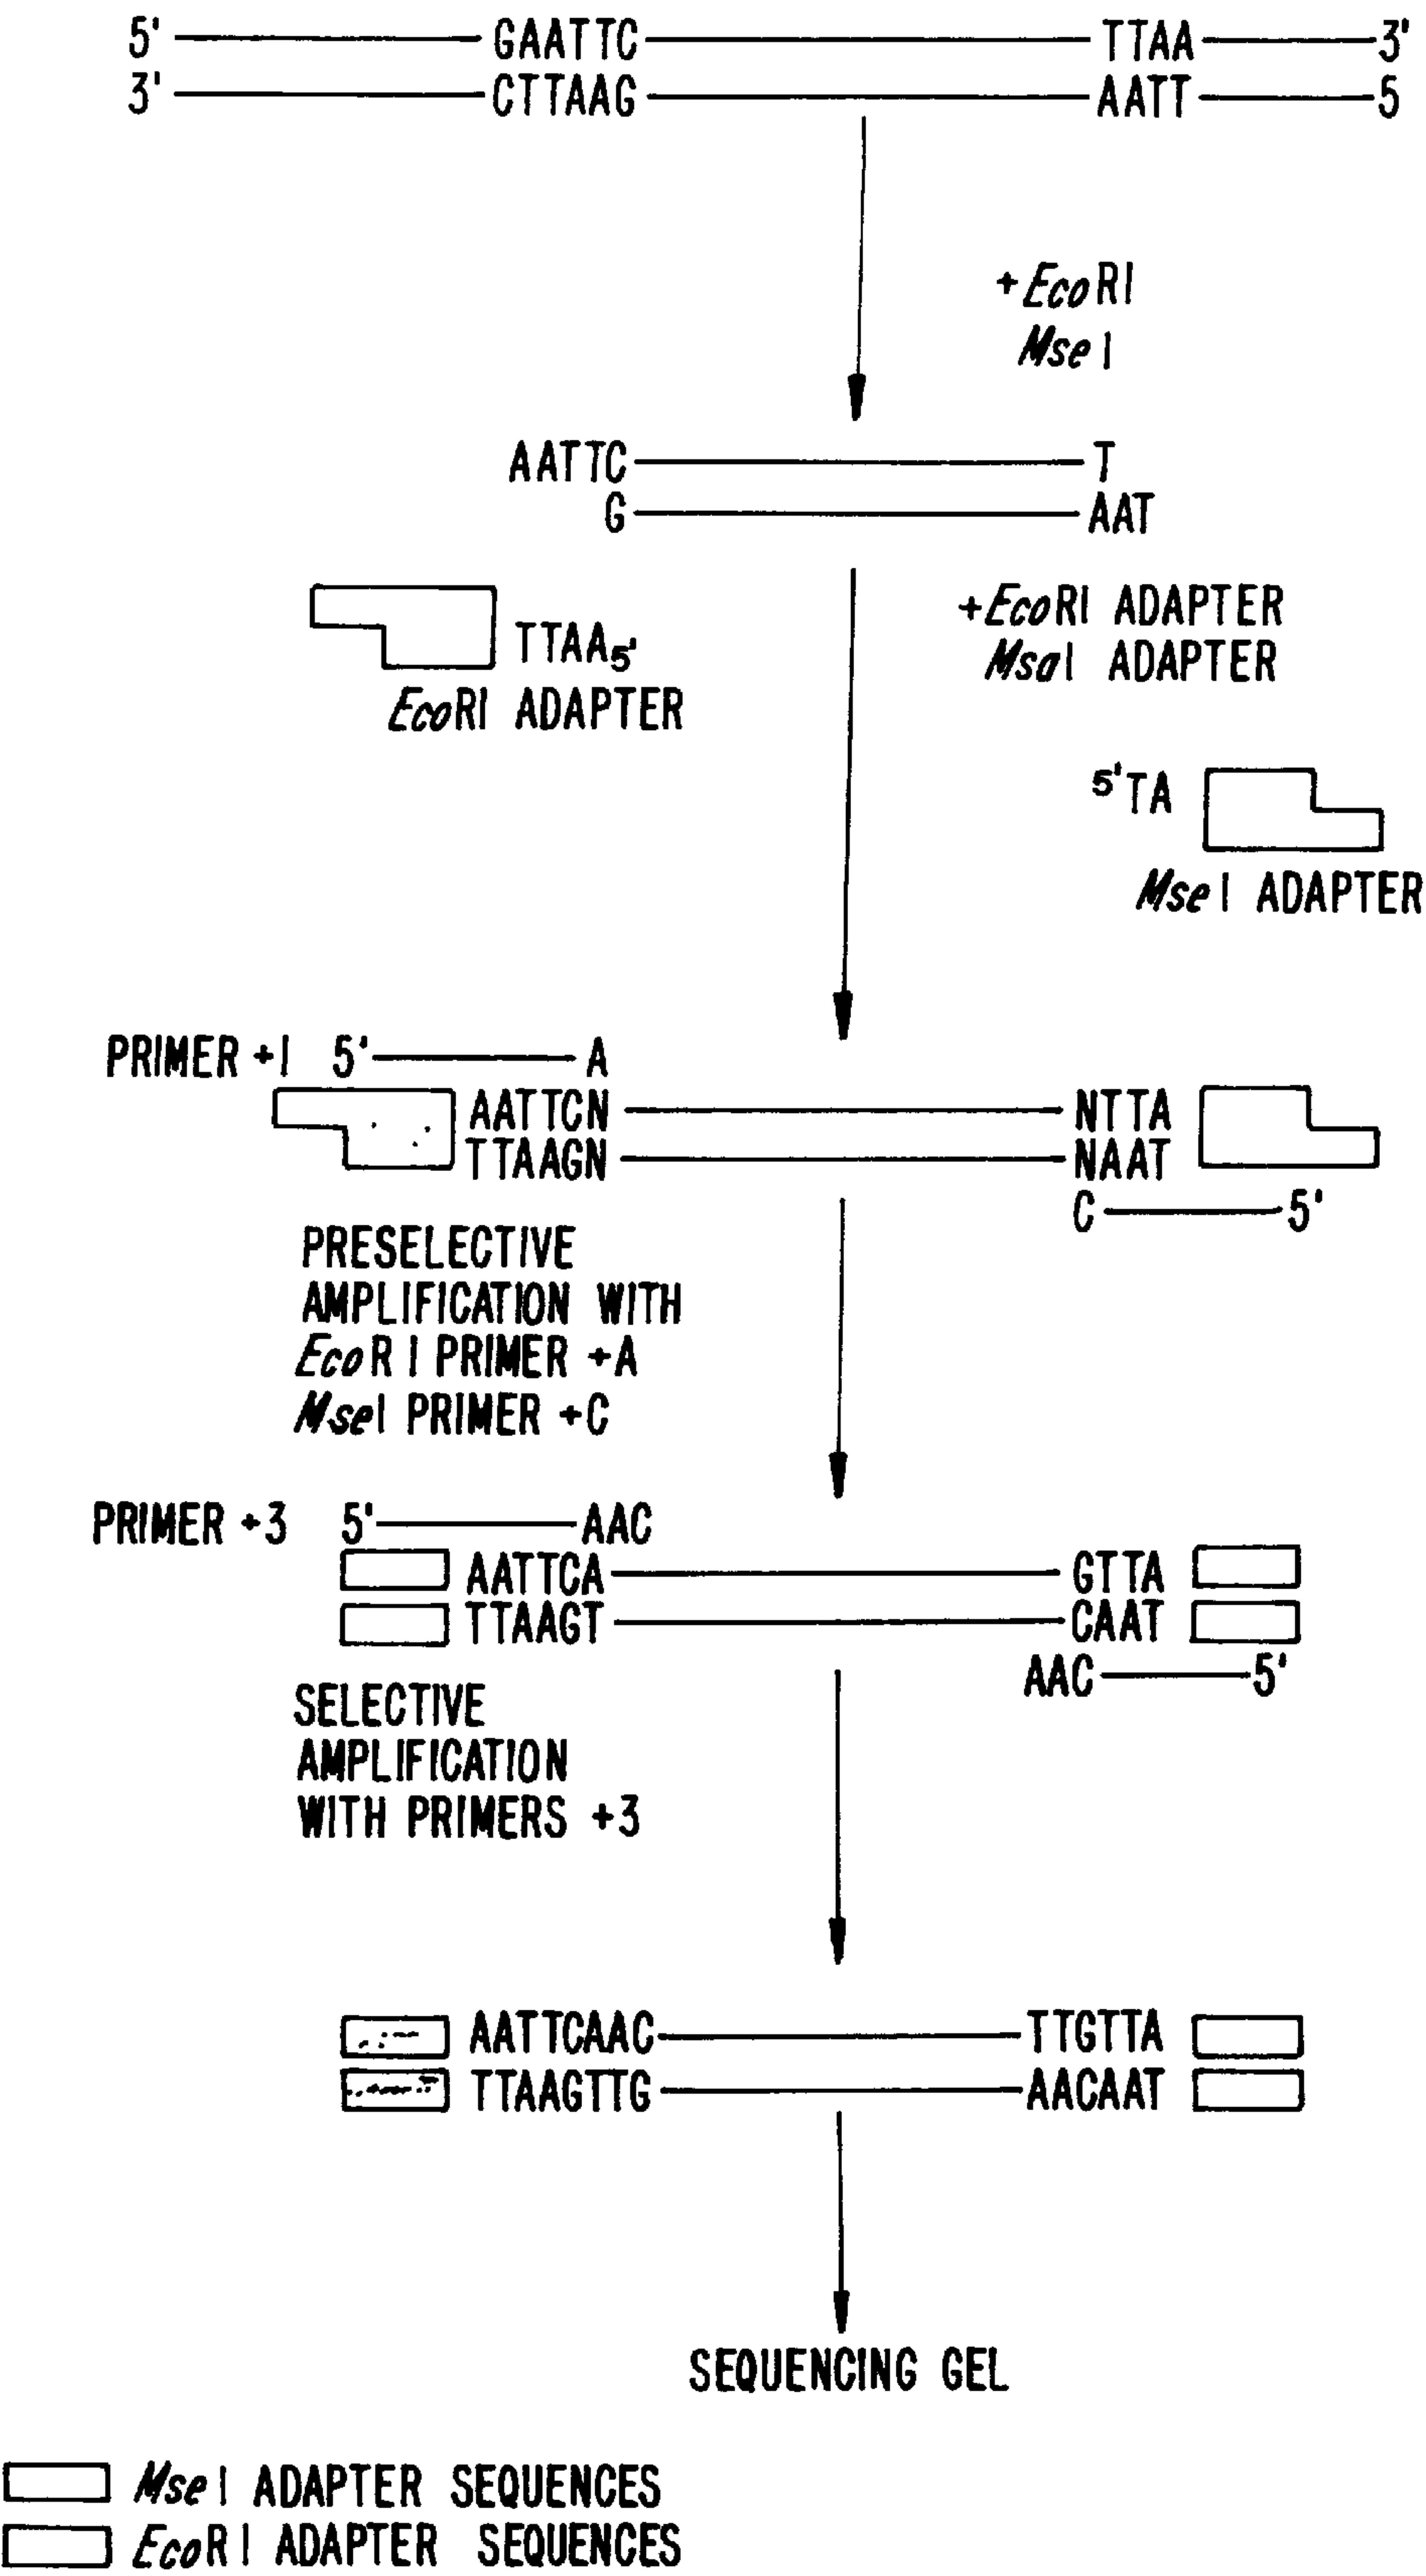 5' GAATTC TTAA 3'
3' CTTAAG AATT 5
+EcoRI
MseI
AATTC T
G AAT
TTAA5'
EcoRI ADAPTER
+EcoRI ADAPTER
MsaI ADAPTER
5'TA
MseI ADAPTER
PRIMER +1 5' A
AATTCN NTTA
TTAAGN NAAT
C 5'
PRESELECTIVE
AMPLIFICATION WITH
EcoRI PRIMER +A
MseI PRIMER +C
PRIMER +3 5' AAC
AATTCA GTTA
TTAAGT CAAT
AAC 5'
SELECTIVE
AMPLIFICATION
WITH PRIMERS +3
AATTCAAC TTGTTA
TTAAGTTG AACAAT
SEQUENCING GEL
MseI ADAPTER SEQUENCES
EcoRI ADAPTER SEQUENCES